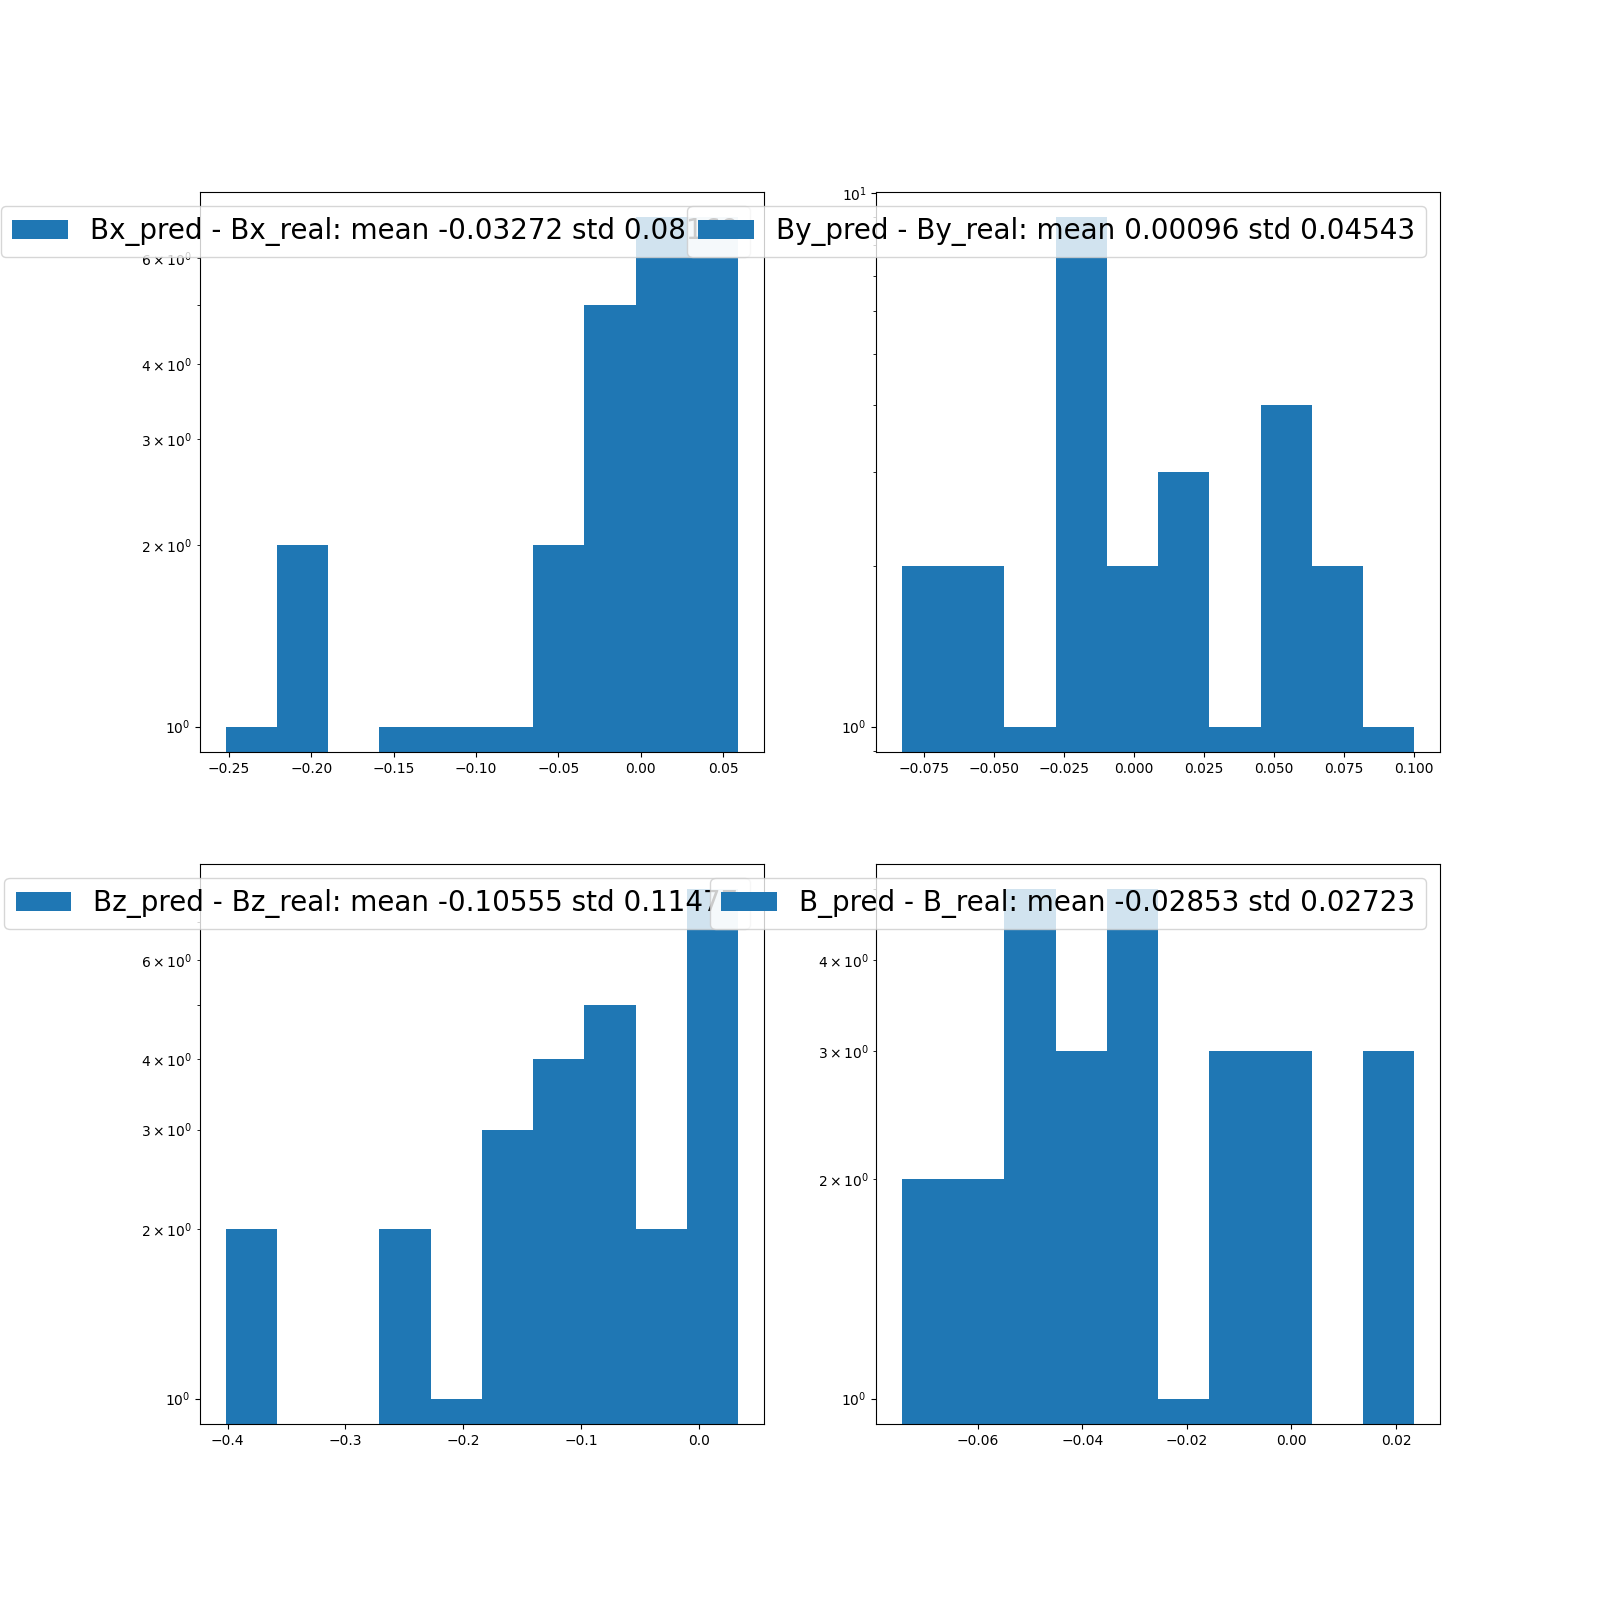 Bx_pred - Bx_real: mean -0.03272 std
6 × 10⁰
4 × 10⁰
3 × 10⁰
2 × 10⁰
10⁰
−0.25 −0.20 −0.15 −0.10 −0.05 0.00 0.05
10¹
By_pred - By_real: mean 0.00096 std 0.04543
10⁰
−0.075 −0.050 −0.025 0.000 0.025 0.050 0.075 0.100
Bz_pred - Bz_real: mean -0.10555 std
6 × 10⁰
4 × 10⁰
3 × 10⁰
2 × 10⁰
10⁰
−0.4 −0.3 −0.2 −0.1 0.0
B_pred - B_real: mean -0.02853 std 0.02723
4 × 10⁰
3 × 10⁰
2 × 10⁰
10⁰
−0.06 −0.04 −0.02 0.00 0.02